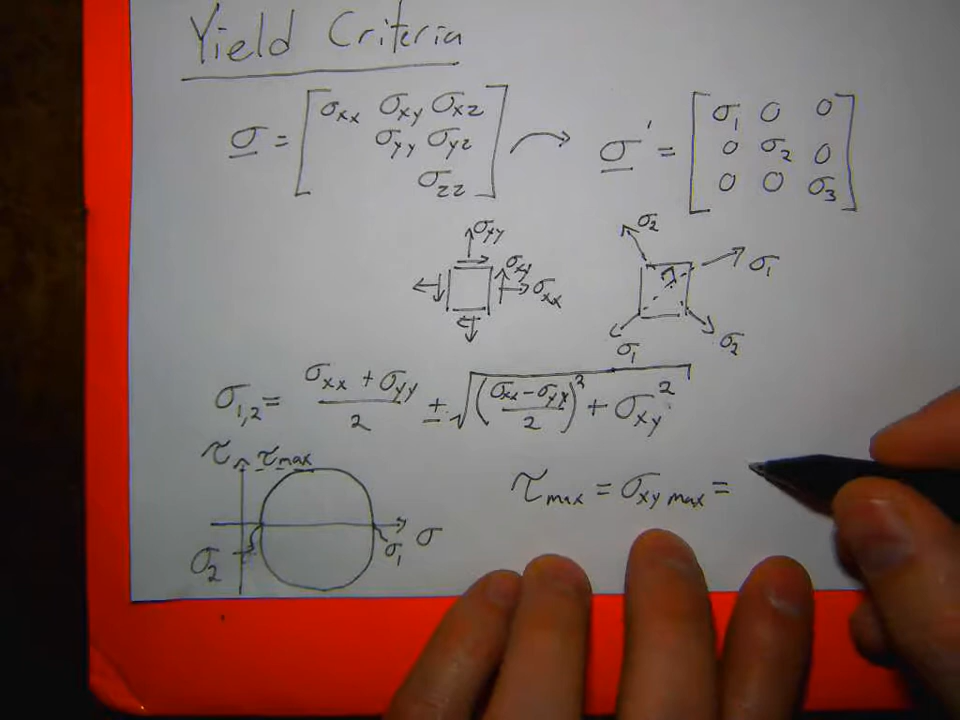 Yield Criteria
σ = [ σxx σxy σxz
σyy σyz
σzz ] → σ' = [ σ1 0 0
0 σ2 0
0 0 σ3 ]
σyy
σxy
σxx
σ2
σ1
σ1
σ2
σ1,2 = (σxx + σyy)/2 ± √(((σxx - σyy)/2)² + σxy²)
τ τmax
σ
σ1
σ2
τmax = σxy max =